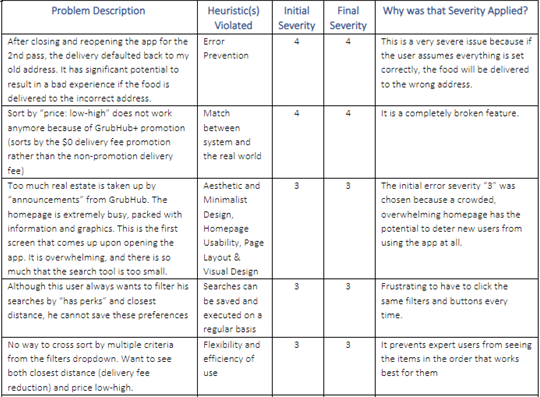 Problem Description
Heuristic(s)
Violated
Initial
Severity
Final
Severity
Why was that Severity Applied?
After closing and reopening the app for the
2nd pass, the delivery defaulted back to my
old address. It has significant potential to
result in a bad experience if the food is
delivered to the incorrect address.
Error
Prevention
4
4
This is a very severe issue because if
the user assumes everything is set
correctly, the food will be delivered
to the wrong address.
Sort by "price: low-high" does not work
anymore because of GrubHub+ promotion
(sorts by the $0 delivery fee promotion
rather than the non-promotion delivery
fee)
Match
between
system and
the real world
4
4
It is a completely broken feature.
Too much real estate is taken up by
"announcements" from GrubHub. The
homepage is extremely busy, packed with
information and graphics. This is the first
screen that comes up upon opening the
app. It is overwhelming, and there is so
much that the search tool is too small.
Aesthetic and
Minimalist
Design,
Homepage
Usability, Page
Layout &
Visual Design
3
3
The initial error severity "3" was
chosen because a crowded,
overwhelming homepage has the
potential to deter new users from
using the app at all.
Although this user always wants to filter his
searches by "has perks" and closest
distance, he cannot save these preferences
Searches can
be saved and
executed on a
regular basis
3
3
Frustrating to have to click the
same filters and buttons every
time.
No way to cross sort by multiple criteria
from the filters dropdown. Want to see
both closest distance (delivery fee
reduction) and price low-high.
Flexibility and
efficiency of
use
3
3
It prevents expert users from seeing
the items in the order that works
best for them